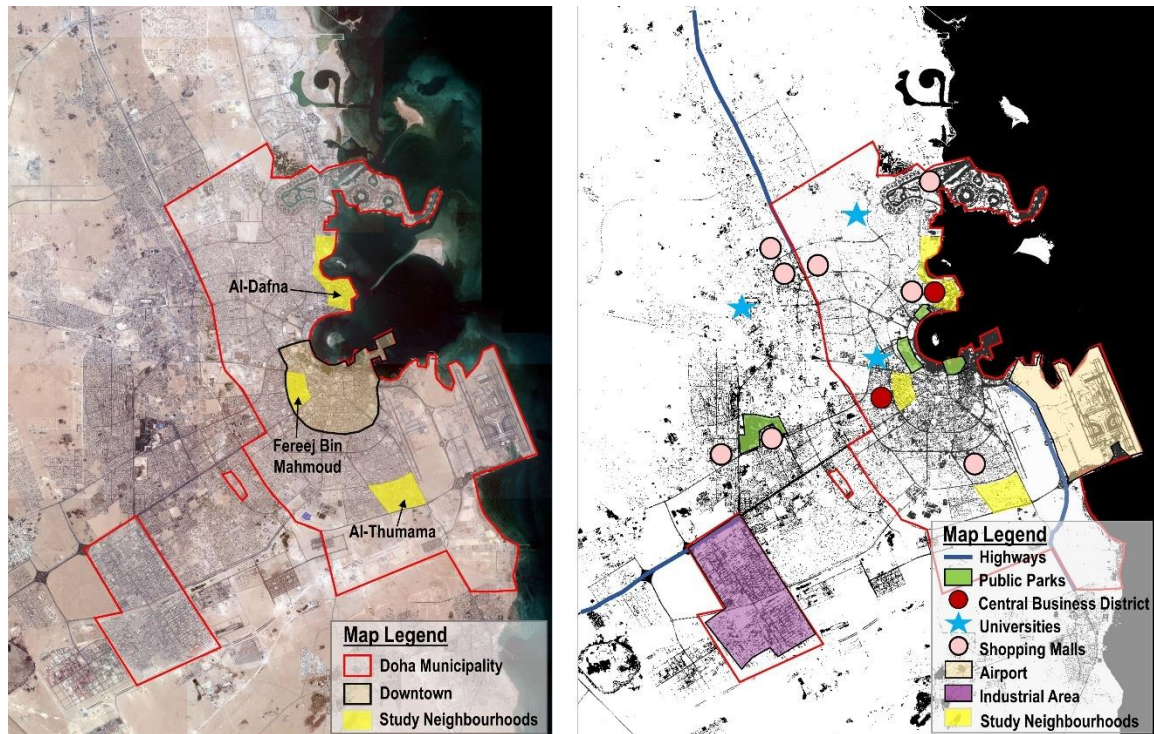 Al-Dafna
Fereej Bin
Mahmoud
Al-Thumama
Map Legend
Doha Municipality
Downtown
Study Neighbourhoods
Map Legend
Highways
Public Parks
Central Business District
Universities
Shopping Malls
Airport
Industrial Area
Study Neighbourhoods